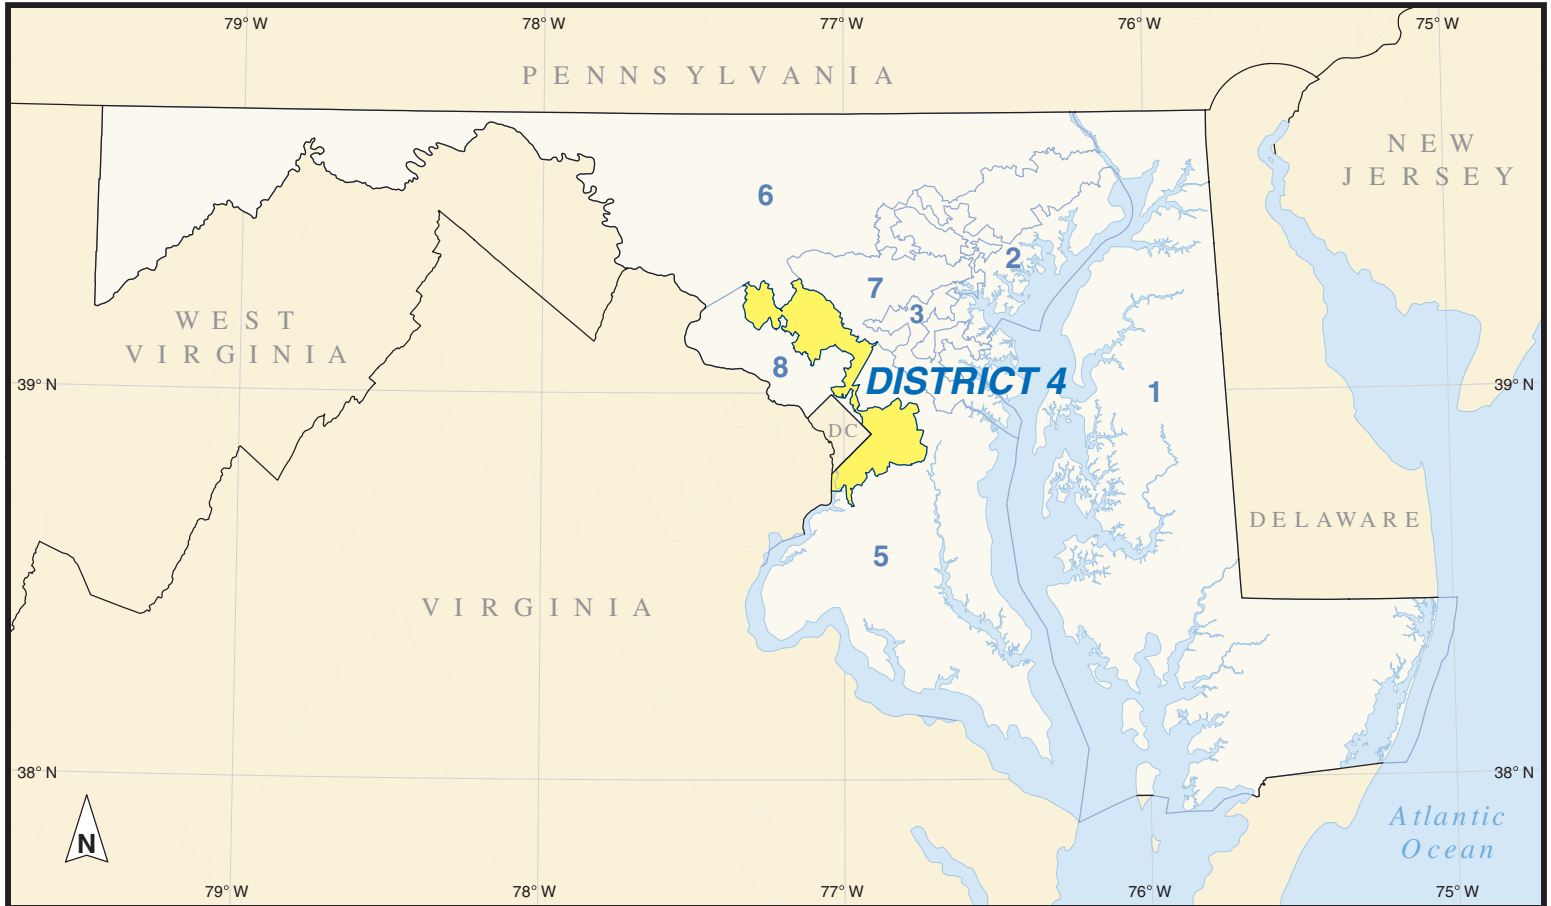 79° W 78° W 77° W 76° W 75° W
PENNSYLVANIA
NEW
JERSEY
6
2
7
3
WEST
VIRGINIA
8
DISTRICT 4
1
39° N
39° N
DC
DELAWARE
5
VIRGINIA
38° N
38° N
Atlantic
Ocean
N
79° W 78° W 77° W 76° W 75° W